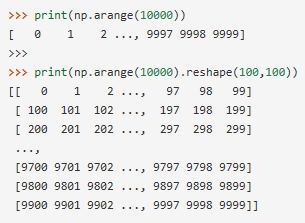 >>> print(np.arange(10000))
[   0    1    2 ..., 9997 9998 9999]
>>>
>>> print(np.arange(10000).reshape(100,100))
[[   0    1    2 ...,   97   98   99]
 [ 100  101  102 ...,  197  198  199]
 [ 200  201  202 ...,  297  298  299]
 ...,
 [9700 9701 9702 ..., 9797 9798 9799]
 [9800 9801 9802 ..., 9897 9898 9899]
 [9900 9901 9902 ..., 9997 9998 9999]]